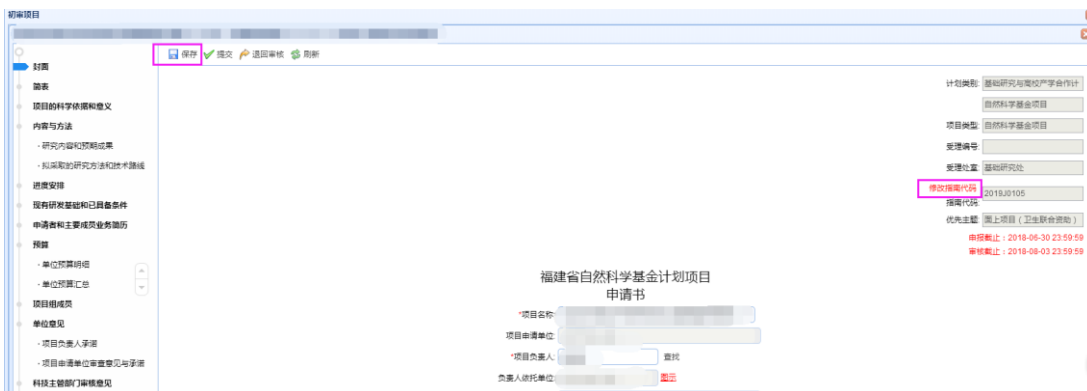 初审项目
保存 提交 退回审核 刷新
封面
简表
项目的科学依据和意义
内容与方法
·研究内容和预期成果
·拟采取的研究方法和技术路线
进度安排
现有研发基础和已具备条件
申请者和主要成员业务简历
预算
·单位预算明细
·单位预算汇总
项目组成员
单位意见
·项目负责人承诺
·项目申请单位审查意见与承诺
科技主管部门审核意见
计划类别: 基础研究与高校产学合作计
自然科学基金项目
项目类型: 自然科学基金项目
受理编号:
受理处室: 基础研究处
修改指南代码
指南代码: 2019J0105
优先主题: 面上项目(卫生联合资助)
申报截止:2018-06-30 23:59:59
审核截止:2018-08-03 23:59:59
福建省自然科学基金计划项目
申请书
*项目名称:
项目申请单位:
*项目负责人: 查找
负责人依托单位: 图示